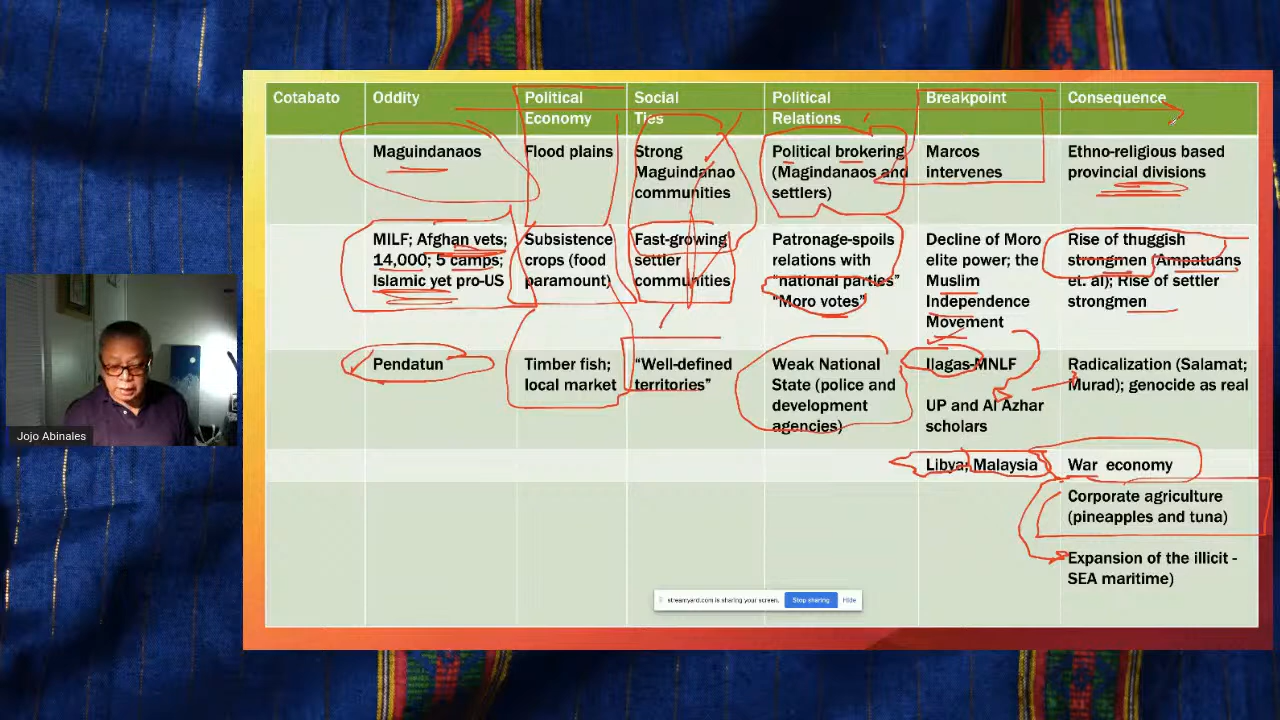 Cotabato
Oddity
Political
Economy
Social
Ties
Political
Relations
Breakpoint
Consequence
Maguindanaos
Flood plains
Strong
Maguindanao
communities
Political brokering
(Magindanaos and
settlers)
Marcos
intervenes
Ethno-religious based
provincial divisions
MILF; Afghan vets;
14,000; 5 camps;
Islamic yet pro-US
Subsistence
crops (food
paramount)
Fast-growing
settler
communities
Patronage-spoils
relations with
"national parties"
"Moro votes"
Decline of Moro
elite power; the
Muslim
Independence
Movement
Rise of thuggish
strongmen (Ampatuans
et. al); Rise of settler
strongmen
Pendatun
Timber fish;
local market
"Well-defined
territories"
Weak National
State (police and
development
agencies)
Ilagas-MNLF
UP and Al Azhar
scholars
Radicalization (Salamat;
Murad); genocide as real
Libya; Malaysia
War economy
Corporate agriculture
(pineapples and tuna)
Expansion of the illicit -
SEA maritime)
streamyard.com is sharing your screen.
Stop sharing
Hide
Jojo Abinales